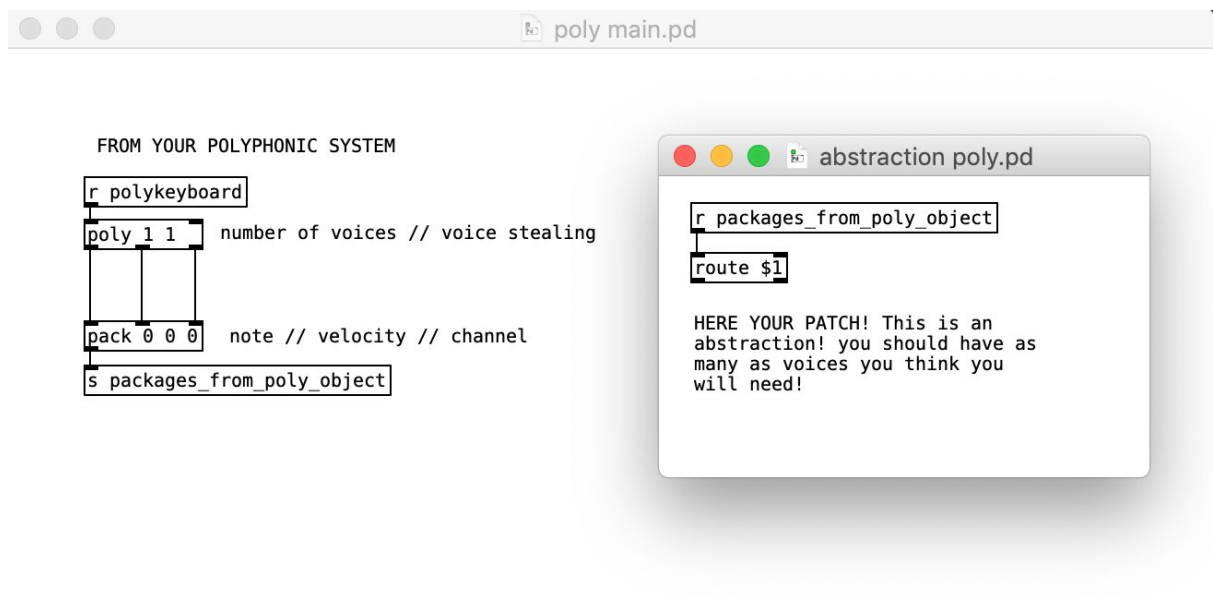 poly main.pd
FROM YOUR POLYPHONIC SYSTEM
r polykeyboard
poly 1 1
number of voices // voice stealing
pack 0 0 0
note // velocity // channel
s packages_from_poly_object
abstraction poly.pd
r packages_from_poly_object
route $1
HERE YOUR PATCH! This is an
abstraction! you should have as
many as voices you think you
will need!